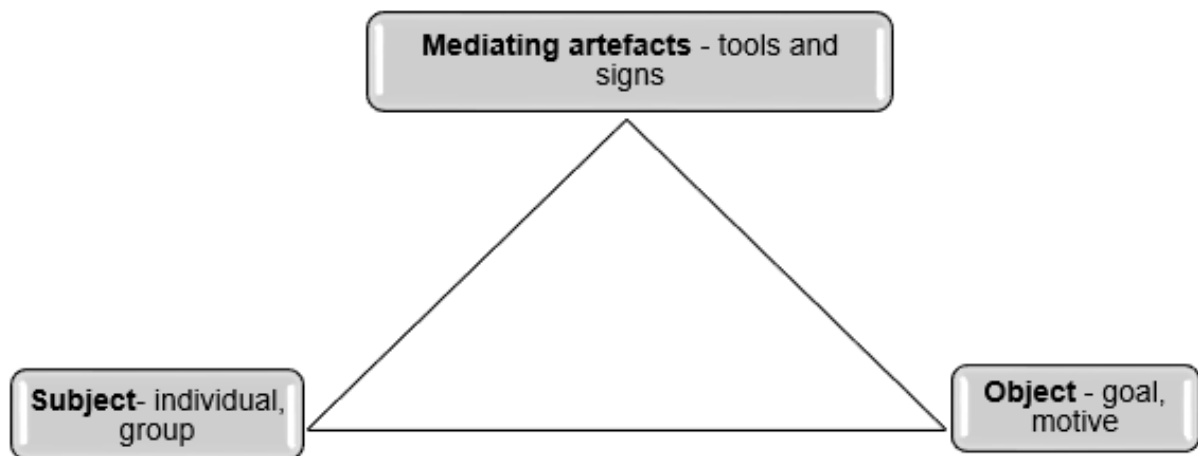 Mediating artefacts - tools and
signs
Subject- individual,
group
Object - goal,
motive